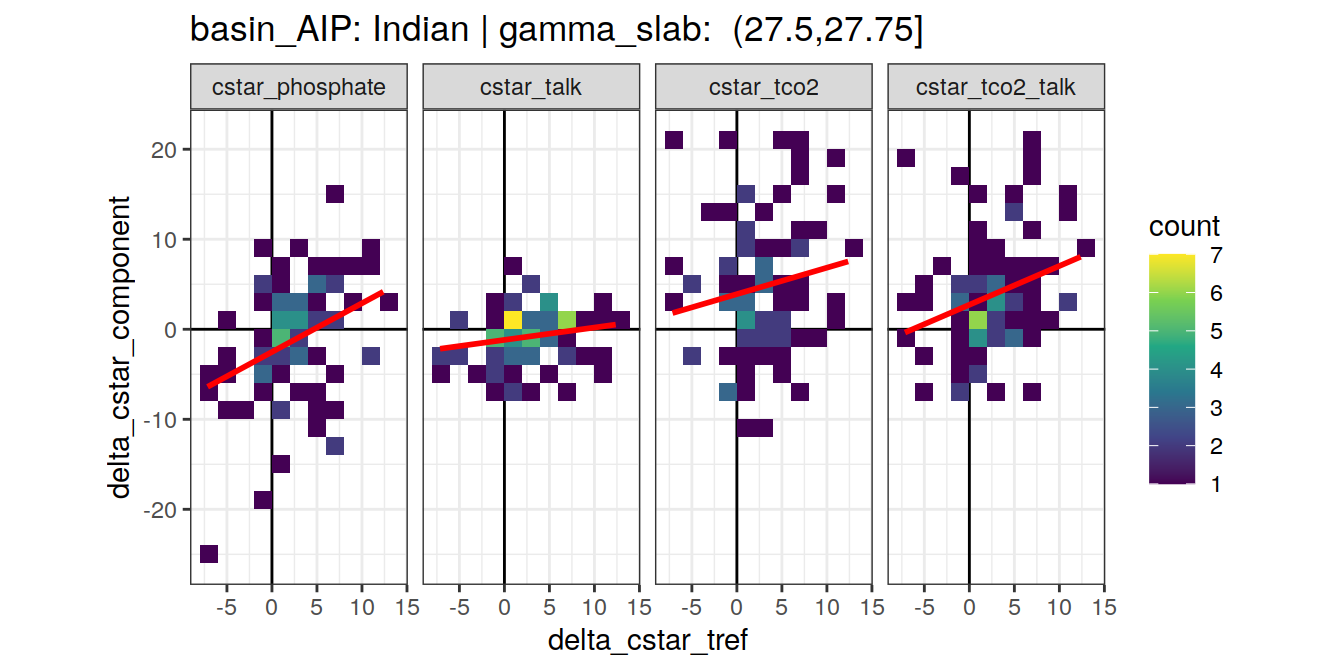 basin_AIP: Indian | gamma_slab:  (27.5,27.75]
cstar_phosphate
cstar_talk
cstar_tco2
cstar_tco2_talk
delta_cstar_component
20
10
0
-10
-20
-5 0 5 10 15
-5 0 5 10 15
-5 0 5 10 15
-5 0 5 10 15
delta_cstar_tref
count
7
6
5
4
3
2
1